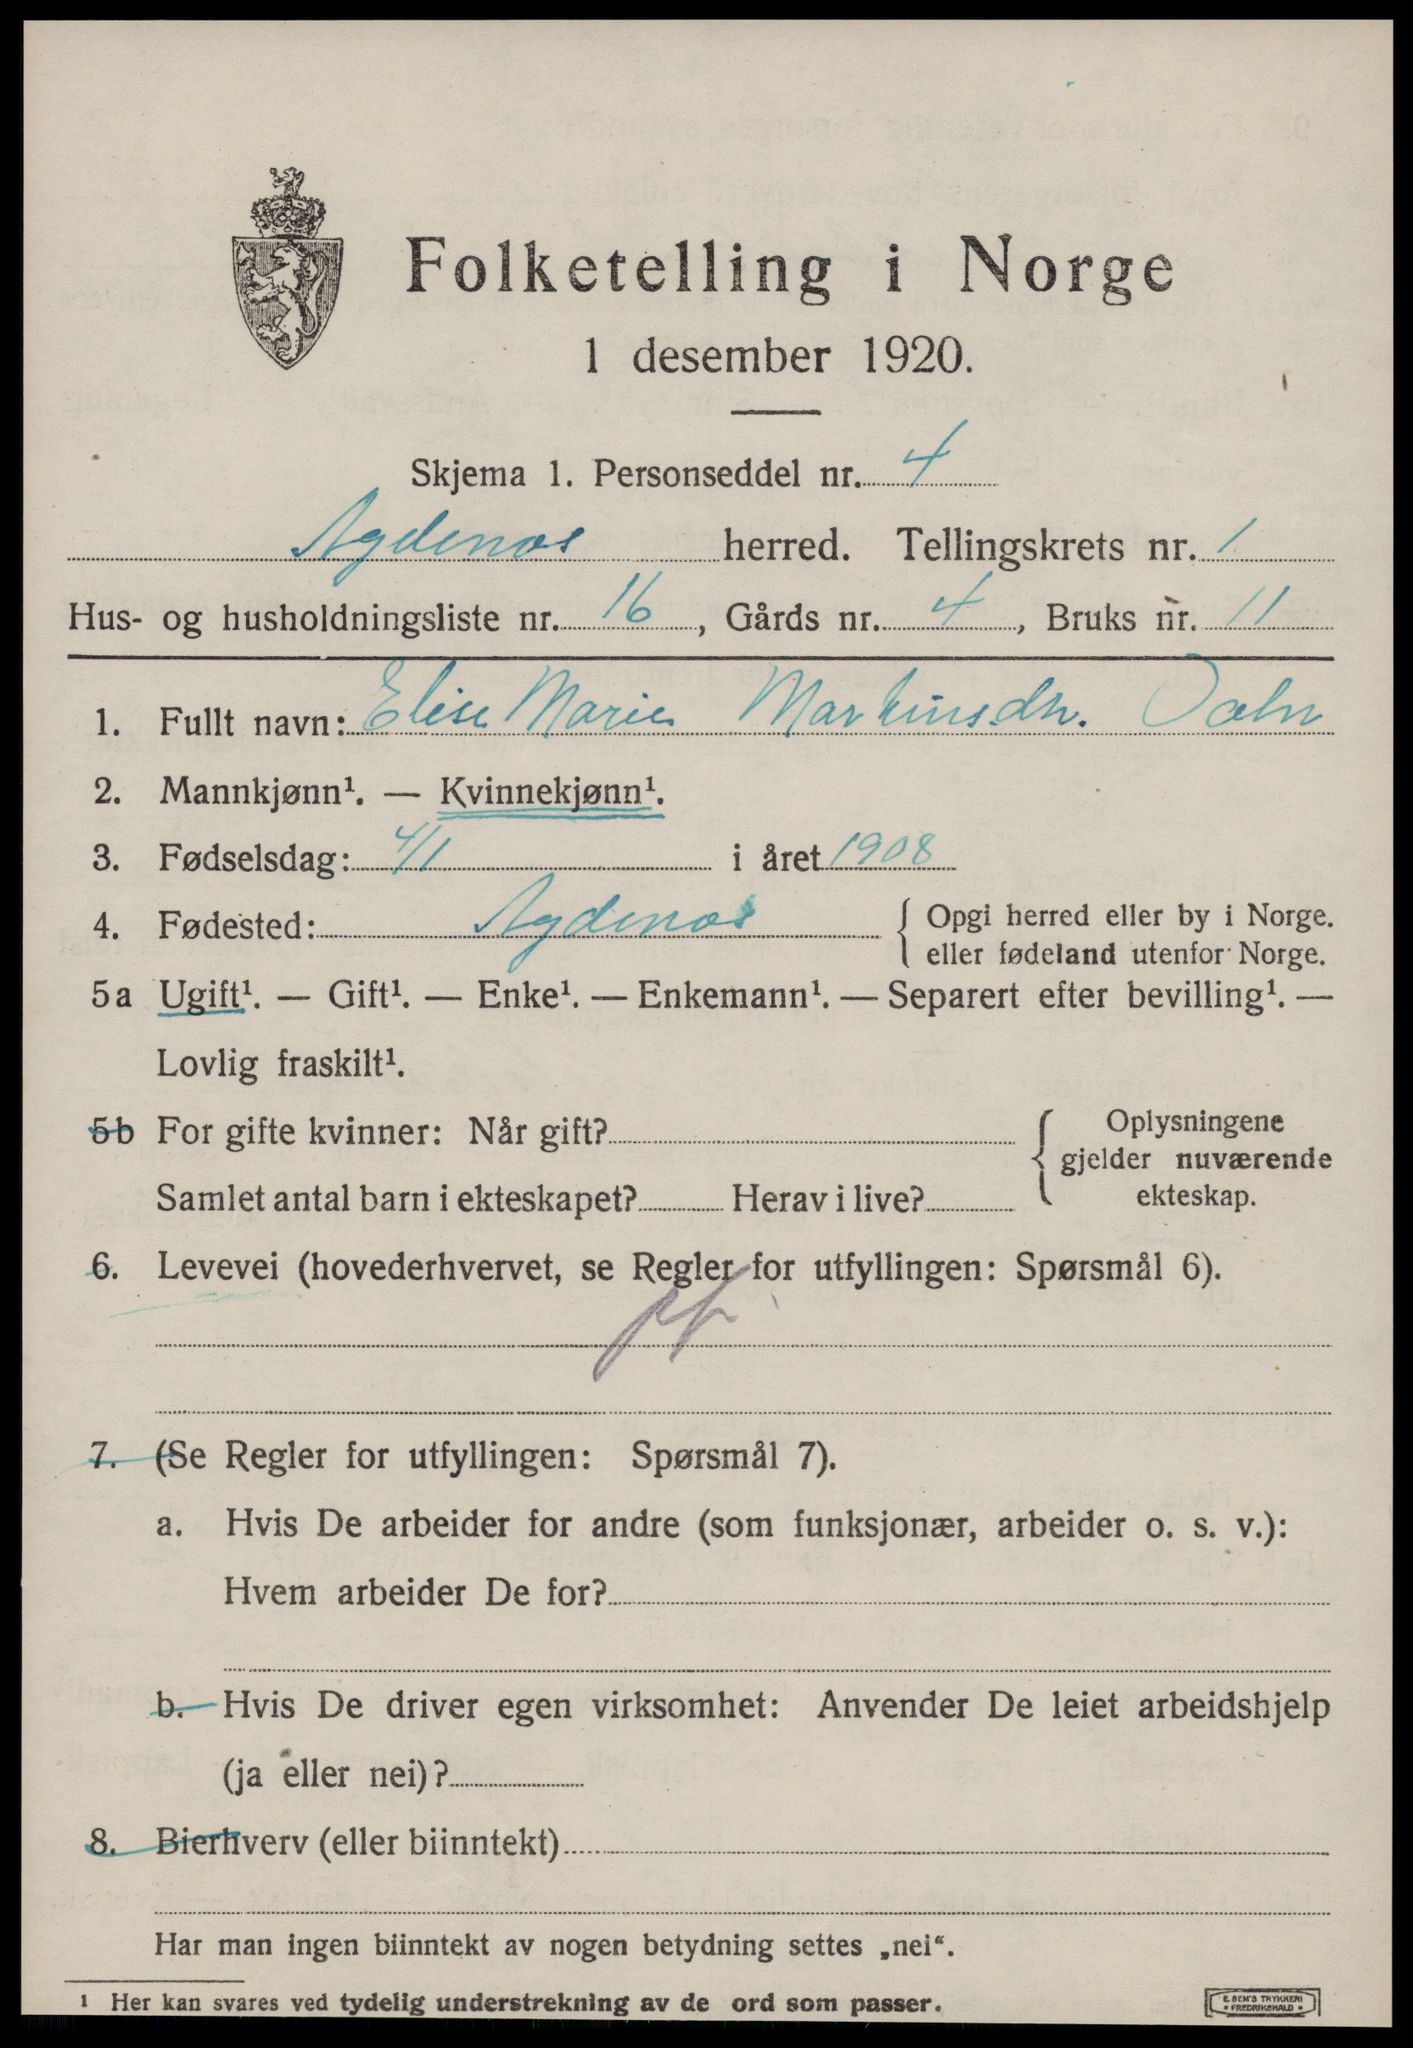 Folketelling i Norge
1 desember 1920.
Skjema 1. Personseddel nr. 4
Agdenes herred. Tellingskrets nr. 1
Hus- og husholdningsliste nr. 16, Gårds nr. 4, Bruks nr. 11
1. Fullt navn: Elise Marie Markusdtr.
2. Mannkjønn¹. — Kvinnekjønn¹.
3. Fødselsdag: 4/1 i året 1908
4. Fødested: Agdenes { Opgi herred eller by i Norge.
eller fødeland utenfor Norge.
5a Ugift¹. — Gift¹. — Enke¹. — Enkemann¹. — Separert efter bevilling¹. —
Lovlig fraskilt¹.
5b For gifte kvinner: Når gift? { Oplysningene
gjelder nuværende
Samlet antal barn i ekteskapet? Herav i live? ekteskap.
6. Levevei (hovederhvervet, se Regler for utfyllingen: Spørsmål 6).
7. (Se Regler for utfyllingen: Spørsmål 7).
a. Hvis De arbeider for andre (som funksjonær, arbeider o. s. v.):
Hvem arbeider De for?
b. Hvis De driver egen virksomhet: Anvender De leiet arbeidshjelp
(ja eller nei)?
8. Bierhverv (eller biinntekt)
Har man ingen biinntekt av nogen betydning settes „nei“.
1 Her kan svares ved tydelig understrekning av de ord som passer.
E. SEM'S TRYKKERI
• FREDRIKSHALD •